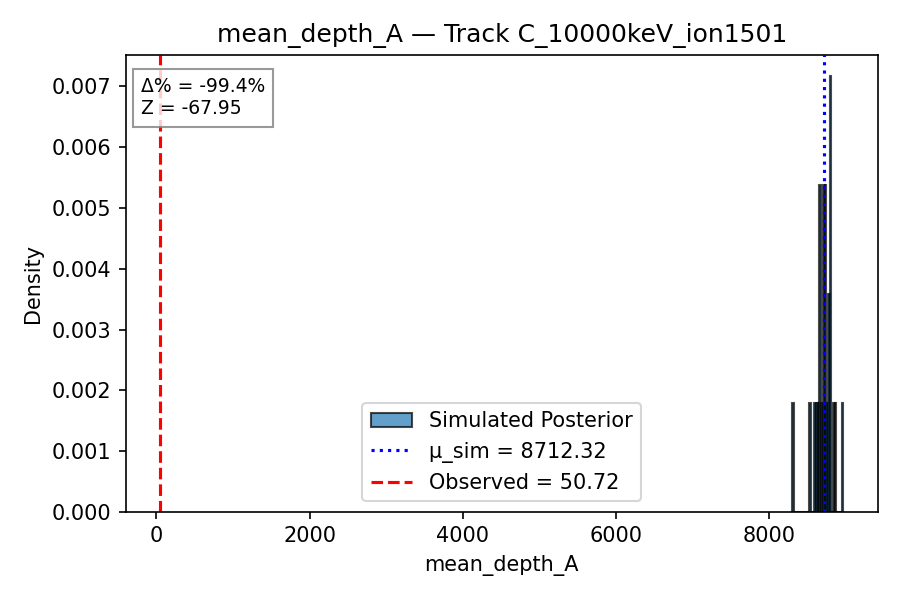 mean_depth_A — Track C_10000keV_ion1501
Δ% = -99.4%
Z = -67.95
0.007
0.006
0.005
0.004
0.003
0.002
0.001
0.000
Density
Simulated Posterior
μ_sim = 8712.32
Observed = 50.72
0 2000 4000 6000 8000
mean_depth_A